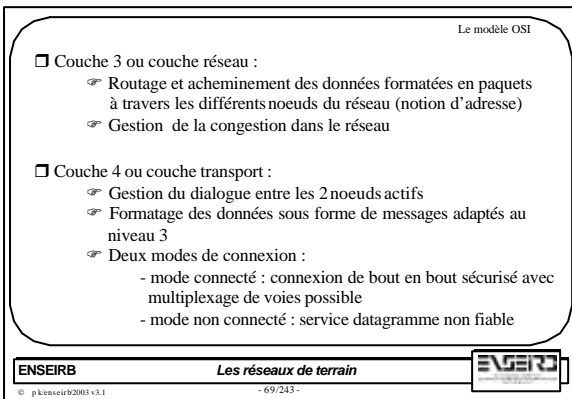 Le modèle OSI
Couche 3 ou couche réseau :
Routage et acheminement des données formatées en paquets
à travers les différents noeuds du réseau (notion d'adresse)
Gestion de la congestion dans le réseau
Couche 4 ou couche transport :
Gestion du dialogue entre les 2 noeuds actifs
Formatage des données sous forme de messages adaptés au
niveau 3
Deux modes de connexion :
- mode connecté : connexion de bout en bout sécurisé avec
multiplexage de voies possible
- mode non connecté : service datagramme non fiable
ENSEIRB
Les réseaux de terrain
© pk/enseirb/2003 v3.1
- 69/243 -